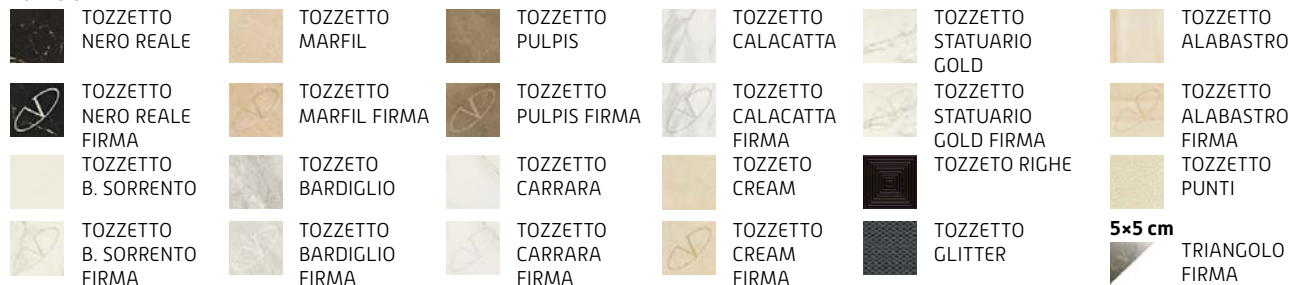 TOZZETTO
NERO REALE
TOZZETTO
MARFIL
TOZZETTO
PULPIS
TOZZETTO
CALACATTA
TOZZETTO
STATUARIO
GOLD
TOZZETTO
ALABASTRO
TOZZETTO
NERO REALE
FIRMA
TOZZETTO
MARFIL FIRMA
TOZZETTO
PULPIS FIRMA
TOZZETTO
CALACATTA
FIRMA
TOZZETTO
STATUARIO
GOLD FIRMA
TOZZETTO
ALABASTRO
FIRMA
TOZZETTO
B. SORRENTO
TOZZETO
BARDIGLIO
TOZZETTO
CARRARA
TOZZETO
CREAM
TOZZETO RIGHE
TOZZETTO
PUNTI
TOZZETTO
B. SORRENTO
FIRMA
TOZZETTO
BARDIGLIO
FIRMA
TOZZETTO
CARRARA
FIRMA
TOZZETTO
CREAM
FIRMA
TOZZETTO
GLITTER
5×5 cm
TRIANGOLO
FIRMA